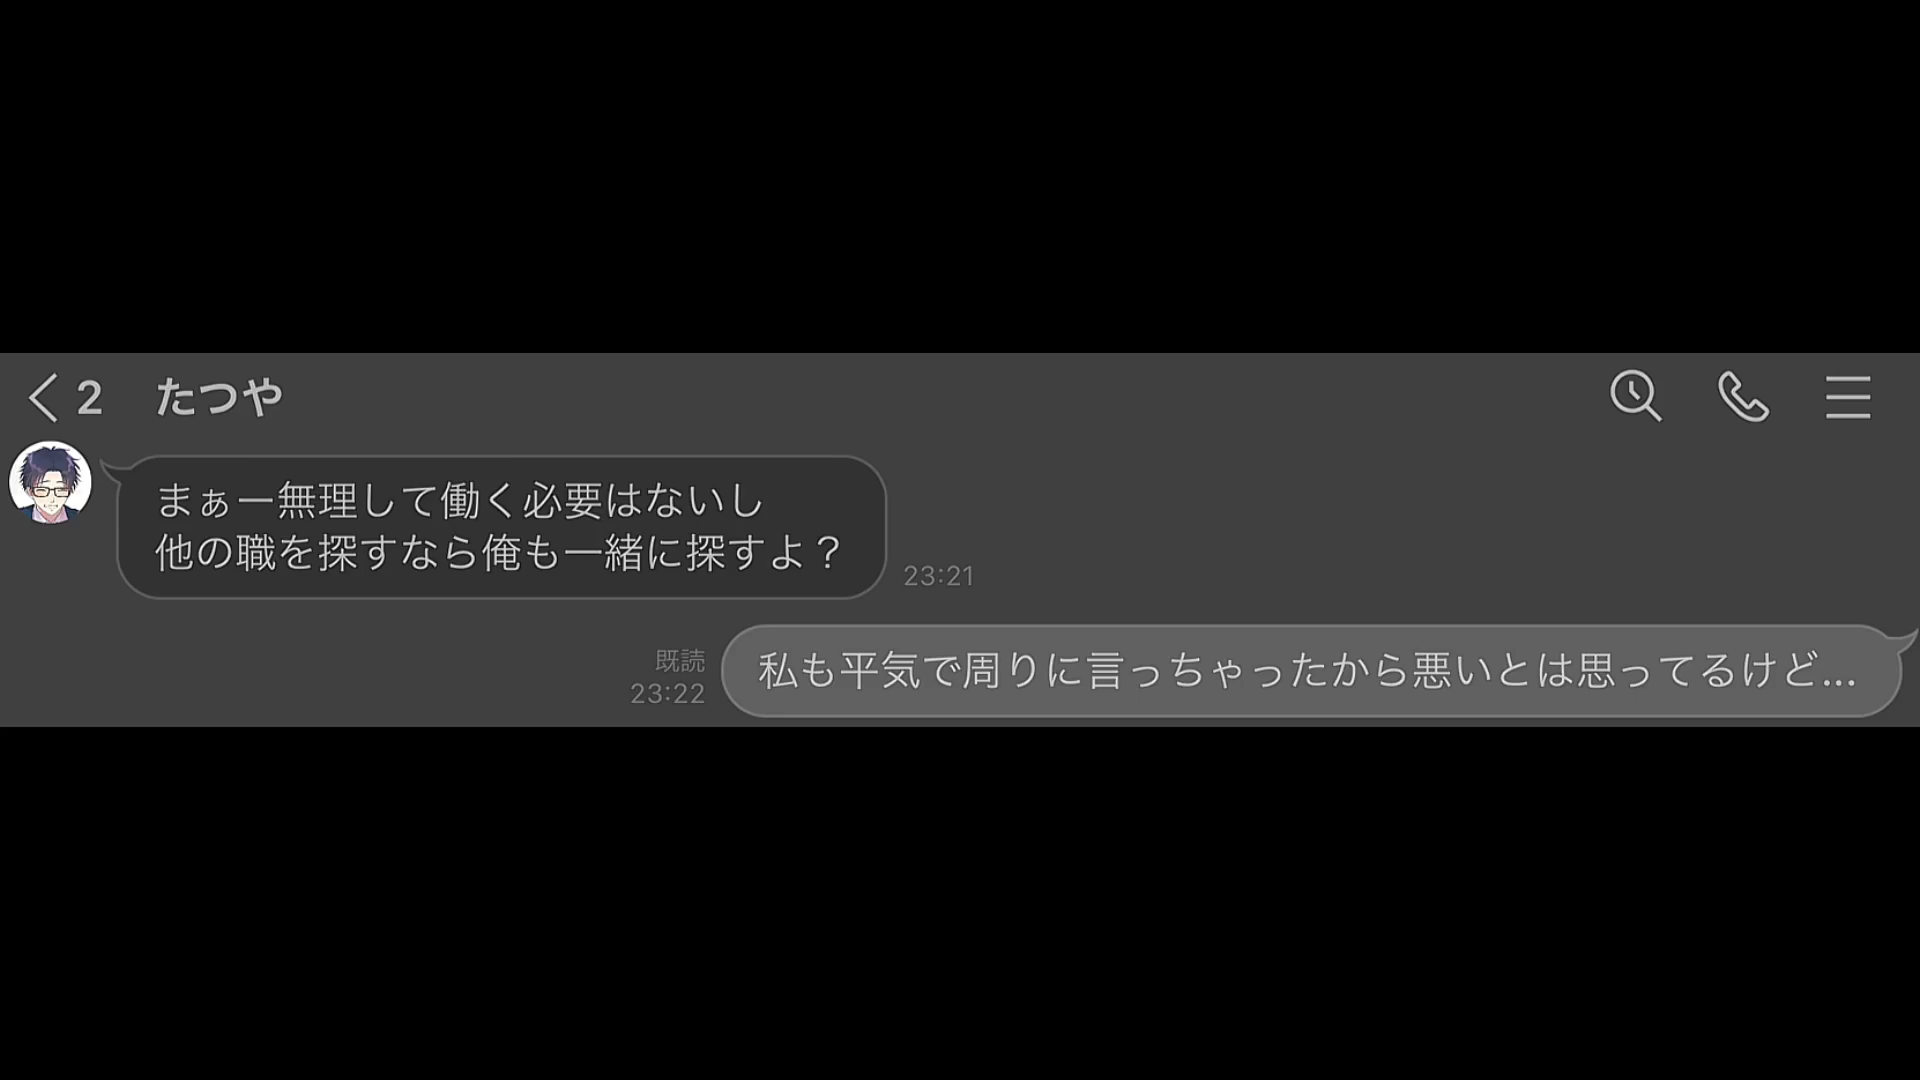 2 たつや
まぁー無理して働く必要はないし
他の職を探すなら俺も一緒に探すよ？
23:21
既読
23:22
私も平気で周りに言っちゃったから悪いとは思ってるけど...